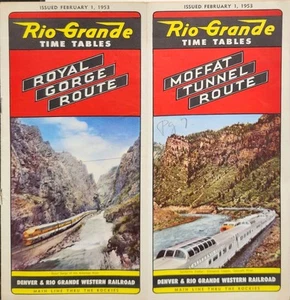 ISSUED FEBRUARY 1, 1953
Rio Grande
TIME TABLES
ROYAL
GORGE
ROUTE
DENVER & RIO GRANDE WESTERN RAILROAD
MAIN LINE THRU THE ROCKIES
ISSUED FEBRUARY 1, 1953
Rio Grande
TIME TABLES
MOFFAT
TUNNEL
ROUTE
DENVER & RIO GRANDE WESTERN RAILROAD
MAIN LINE THRU THE ROCKIES